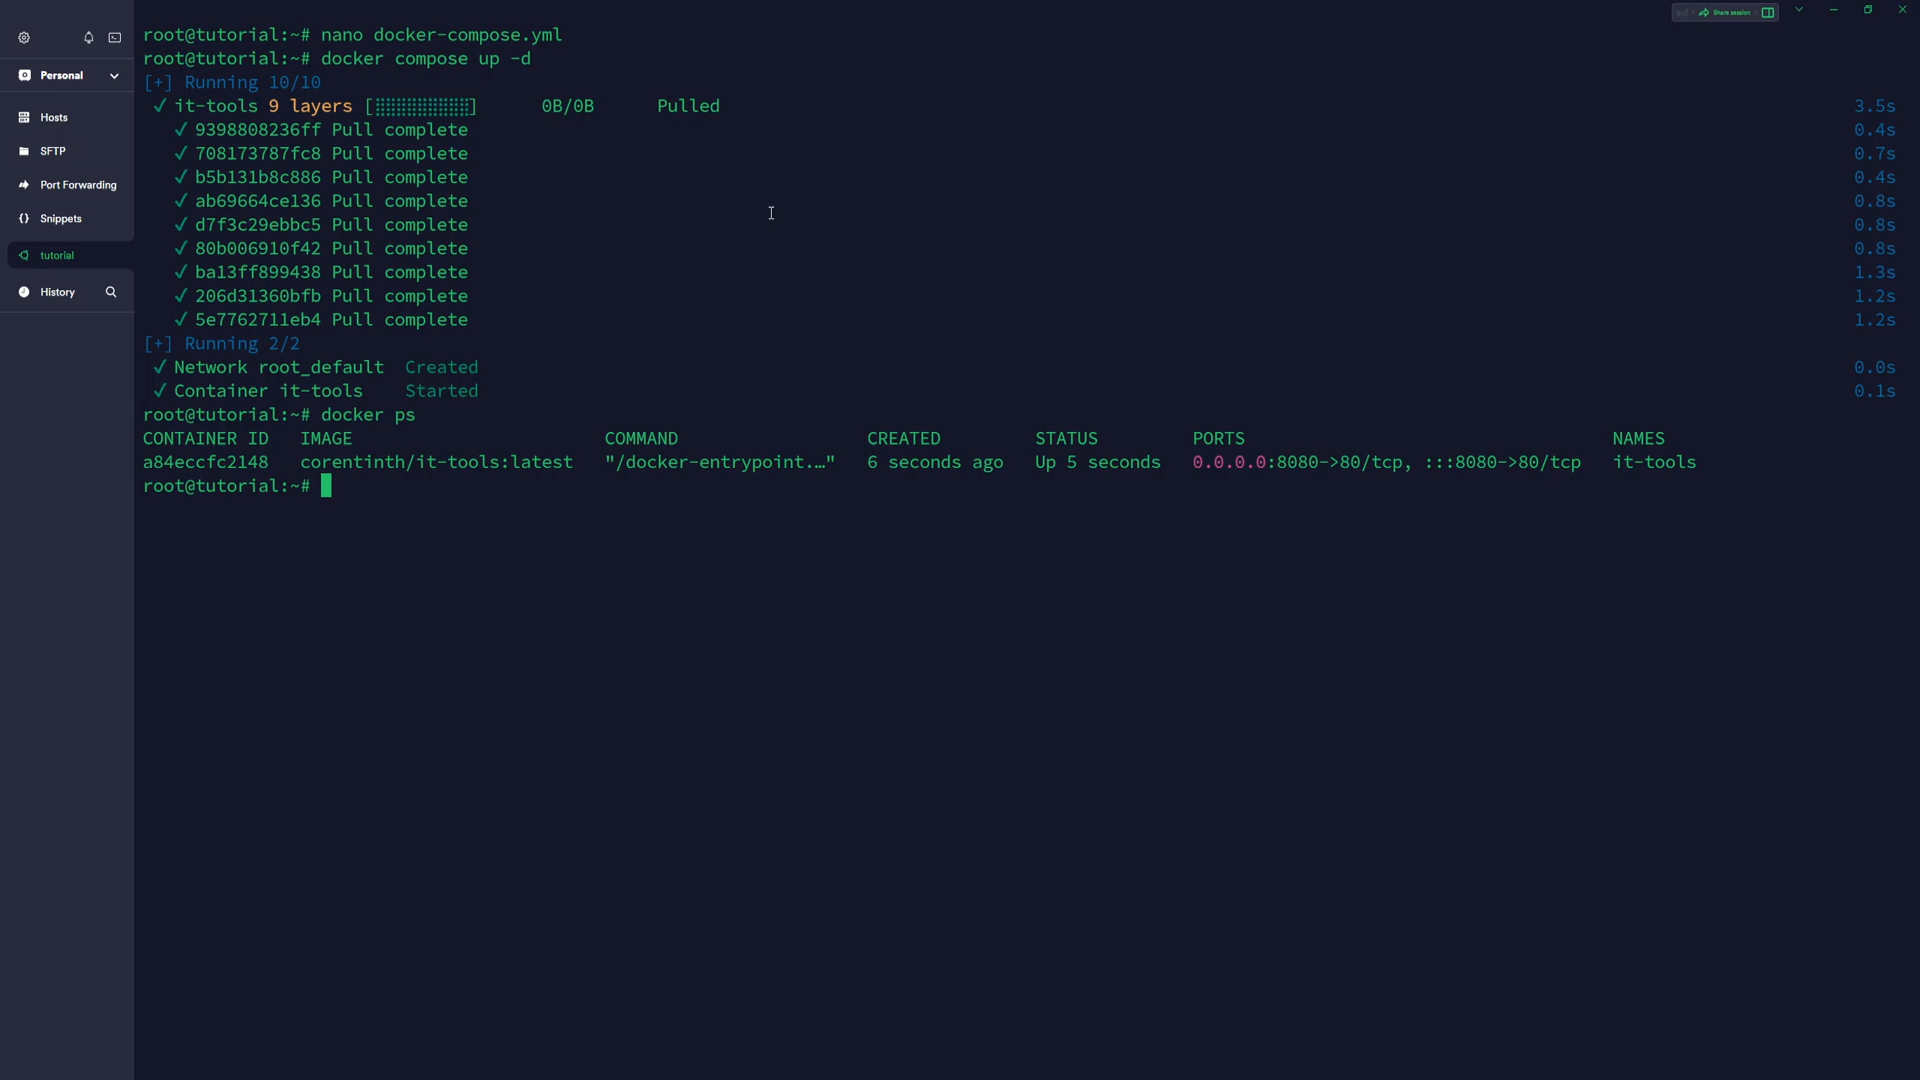 Share session
Personal
Hosts
SFTP
Port Forwarding
Snippets
tutorial
History
root@tutorial:~# nano docker-compose.yml
root@tutorial:~# docker compose up -d
[+] Running 10/10
✓ it-tools 9 layers [⣿⣿⣿⣿⣿⣿⣿⣿⣿] 0B/0B Pulled 3.5s
✓ 9398808236ff Pull complete 0.4s
✓ 708173787fc8 Pull complete 0.7s
✓ b5b131b8c886 Pull complete 0.4s
✓ ab69664ce136 Pull complete 0.8s
✓ d7f3c29ebbc5 Pull complete 0.8s
✓ 80b006910f42 Pull complete 0.8s
✓ ba13ff899438 Pull complete 1.3s
✓ 206d31360bfb Pull complete 1.2s
✓ 5e7762711eb4 Pull complete 1.2s
[+] Running 2/2
✓ Network root_default Created 0.0s
✓ Container it-tools Started 0.1s
root@tutorial:~# docker ps
CONTAINER ID IMAGE COMMAND CREATED STATUS PORTS NAMES
a84eccfc2148 corentinth/it-tools:latest "/docker-entrypoint.…" 6 seconds ago Up 5 seconds 0.0.0.0:8080->80/tcp, :::8080->80/tcp it-tools
root@tutorial:~#